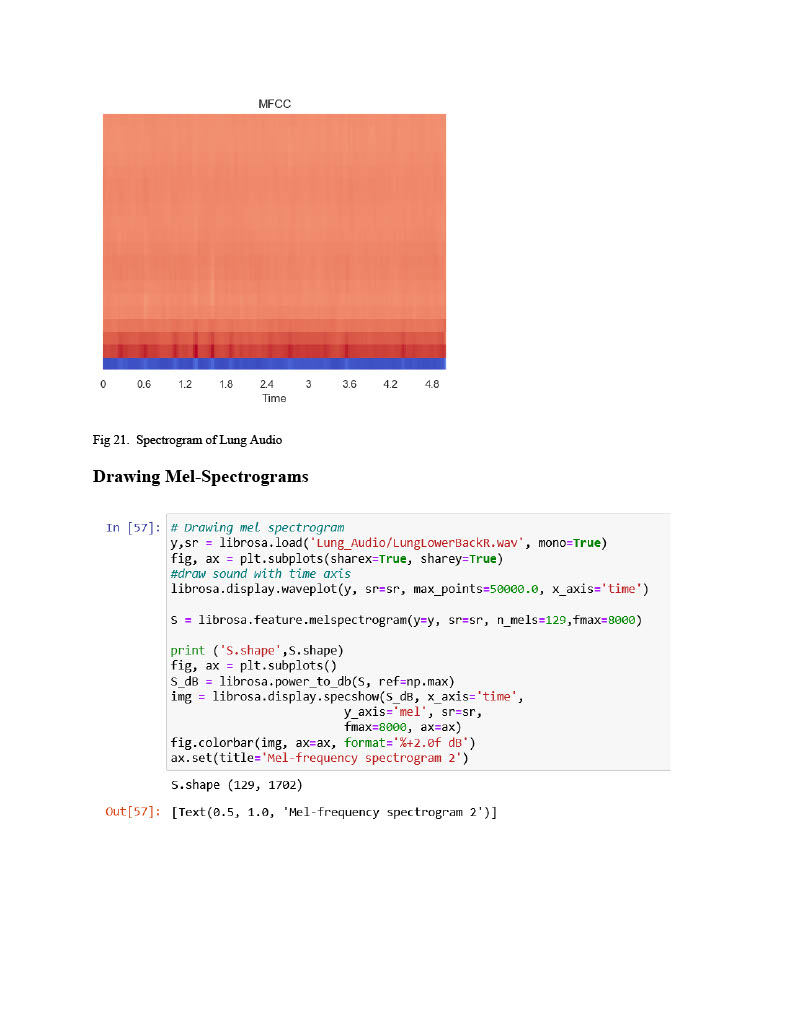 MFCC
0 0.6 1.2 1.8 2.4 3 3.6 4.2 4.8
Time
Fig 21. Spectrogram of Lung Audio
Drawing Mel-Spectrograms
In [57]: # Drawing mel spectrogram
y,sr = librosa.load('Lung_Audio/LungLowerBackR.wav', mono=True)
fig, ax = plt.subplots(sharex=True, sharey=True)
#draw sound with time axis
librosa.display.waveplot(y, sr=sr, max_points=50000.0, x_axis='time')
S = librosa.feature.melspectrogram(y=y, sr=sr, n_mels=129,fmax=8000)
print ('S.shape',S.shape)
fig, ax = plt.subplots()
S_dB = librosa.power_to_db(S, ref=np.max)
img = librosa.display.specshow(S_dB, x_axis='time',
y_axis='mel', sr=sr,
fmax=8000, ax=ax)
fig.colorbar(img, ax=ax, format='%+2.0f dB')
ax.set(title='Mel-frequency spectrogram 2')
S.shape (129, 1702)
Out[57]: [Text(0.5, 1.0, 'Mel-frequency spectrogram 2')]